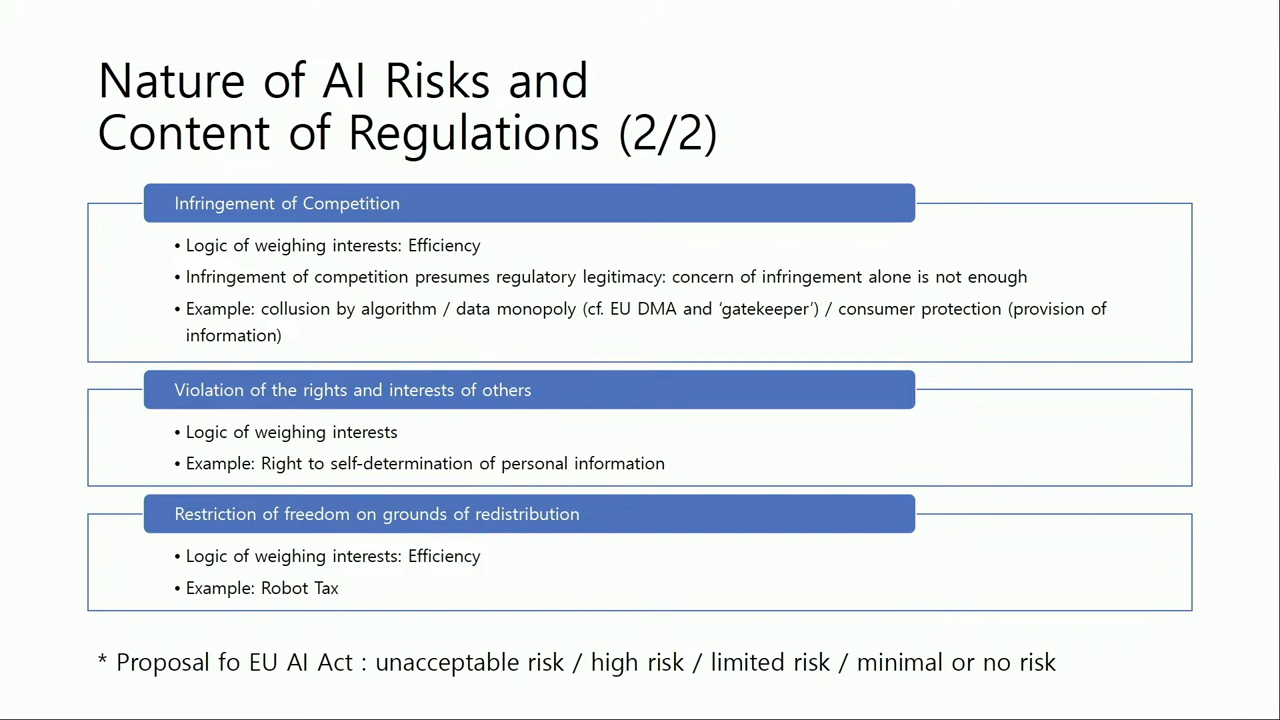 Nature of AI Risks and
Content of Regulations (2/2)
Infringement of Competition
• Logic of weighing interests: Efficiency
• Infringement of competition presumes regulatory legitimacy: concern of infringement alone is not enough
• Example: collusion by algorithm / data monopoly (cf. EU DMA and ‘gatekeeper’) / consumer protection (provision of
information)
Violation of the rights and interests of others
• Logic of weighing interests
• Example: Right to self-determination of personal information
Restriction of freedom on grounds of redistribution
• Logic of weighing interests: Efficiency
• Example: Robot Tax
* Proposal fo EU AI Act : unacceptable risk / high risk / limited risk / minimal or no risk